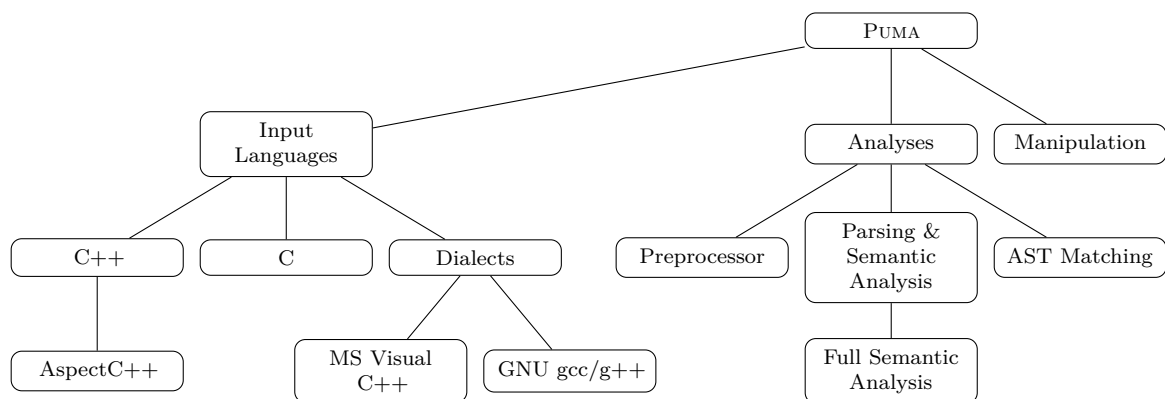 PUMA
Input
Languages
Analyses
Manipulation
C++
C
Dialects
Preprocessor
Parsing &
Semantic
Analysis
AST Matching
AspectC++
MS Visual
C++
GNU gcc/g++
Full Semantic
Analysis